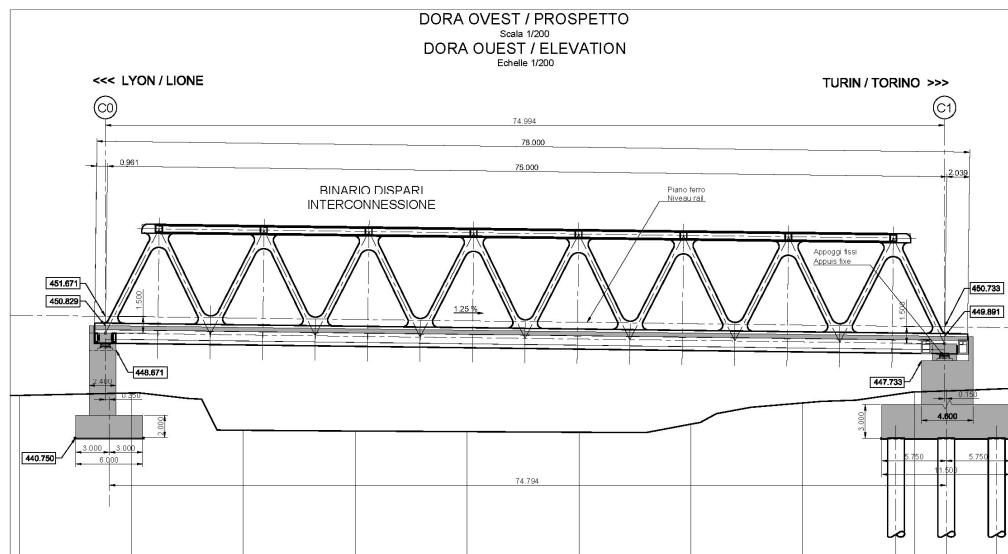 DORA OVEST / PROSPETTO
Scala 1/200
DORA OUEST / ELEVATION
Echelle 1/200
<<< LYON / LIONE
TURIN / TORINO >>>
C0
C1
74.994
78.000
0.961
75.000
2.039
BINARIO DISPARI
INTERCONNESSIONE
Piano ferro
Niveau rail
Appoggi fissi
Appuis fixe
451.671
450.829
1.500
1.25 %
1.500
450.733
449.891
448.671
447.733
2.400
0.350
0.150
4.600
2.000
3.000
440.750
3.000
3.000
6.000
5.750
5.750
11.500
74.794